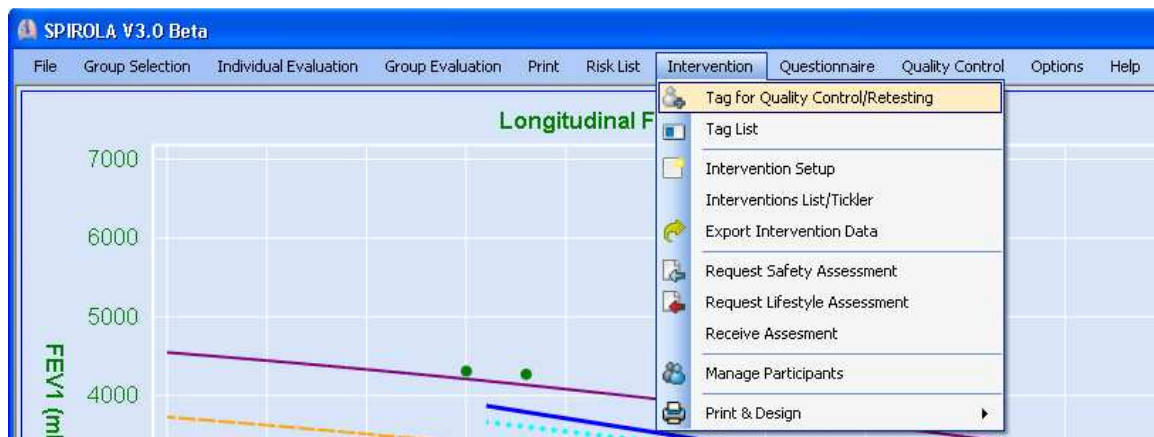 SPIROLA V3.0 Beta
File Group Selection Individual Evaluation Group Evaluation Print Risk List Intervention Questionnaire Quality Control Options Help
Longitudinal F
Tag for Quality Control/Retesting
Tag List
Intervention Setup
Interventions List/Tickler
Export Intervention Data
Request Safety Assessment
Request Lifestyle Assessment
Receive Assesment
Manage Participants
Print & Design
7000
6000
5000
4000
FEV1 (ml